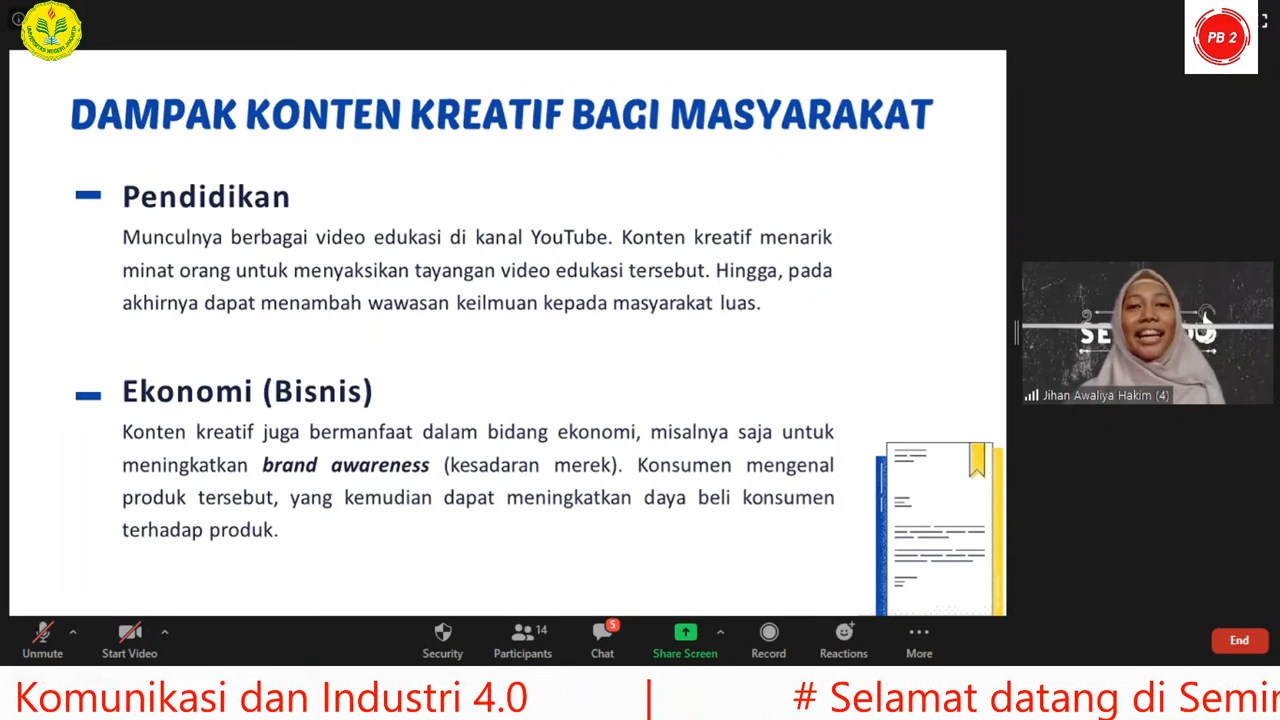 UNIVERSITAS NEGERI JAKARTA
PB 2
DAMPAK KONTEN KREATIF BAGI MASYARAKAT
Pendidikan
Munculnya berbagai video edukasi di kanal YouTube. Konten kreatif menarik
minat orang untuk menyaksikan tayangan video edukasi tersebut. Hingga, pada
akhirnya dapat menambah wawasan keilmuan kepada masyarakat luas.
Ekonomi (Bisnis)
Konten kreatif juga bermanfaat dalam bidang ekonomi, misalnya saja untuk
meningkatkan brand awareness (kesadaran merek). Konsumen mengenal
produk tersebut, yang kemudian dapat meningkatkan daya beli konsumen
terhadap produk.
Jihan Awaliya Hakim (4)
Unmute
Start Video
Security
14
Participants
5
Chat
Share Screen
Record
Reactions
More
End
Komunikasi dan Industri 4.0 | # Selamat datang di Semin